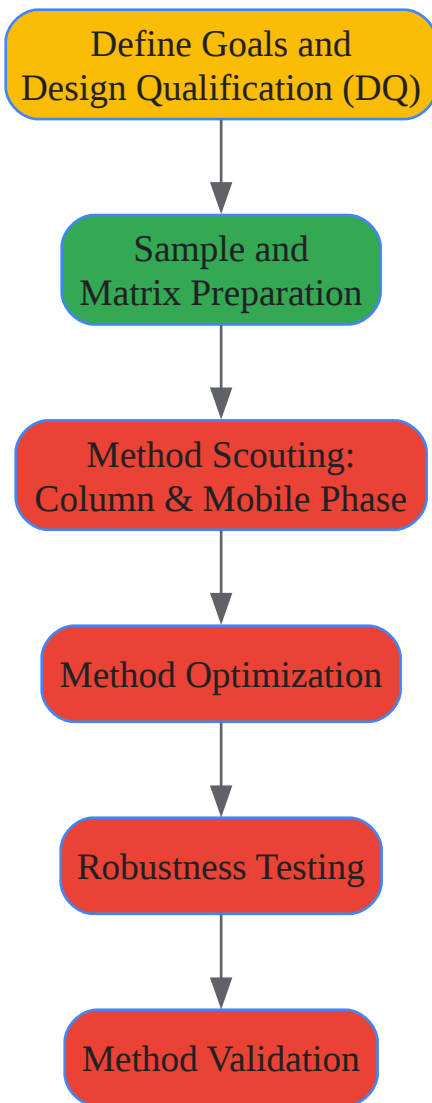 Define Goals and
Design Qualification (DQ)
Sample and
Matrix Preparation
Method Scouting:
Column & Mobile Phase
Method Optimization
Robustness Testing
Method Validation